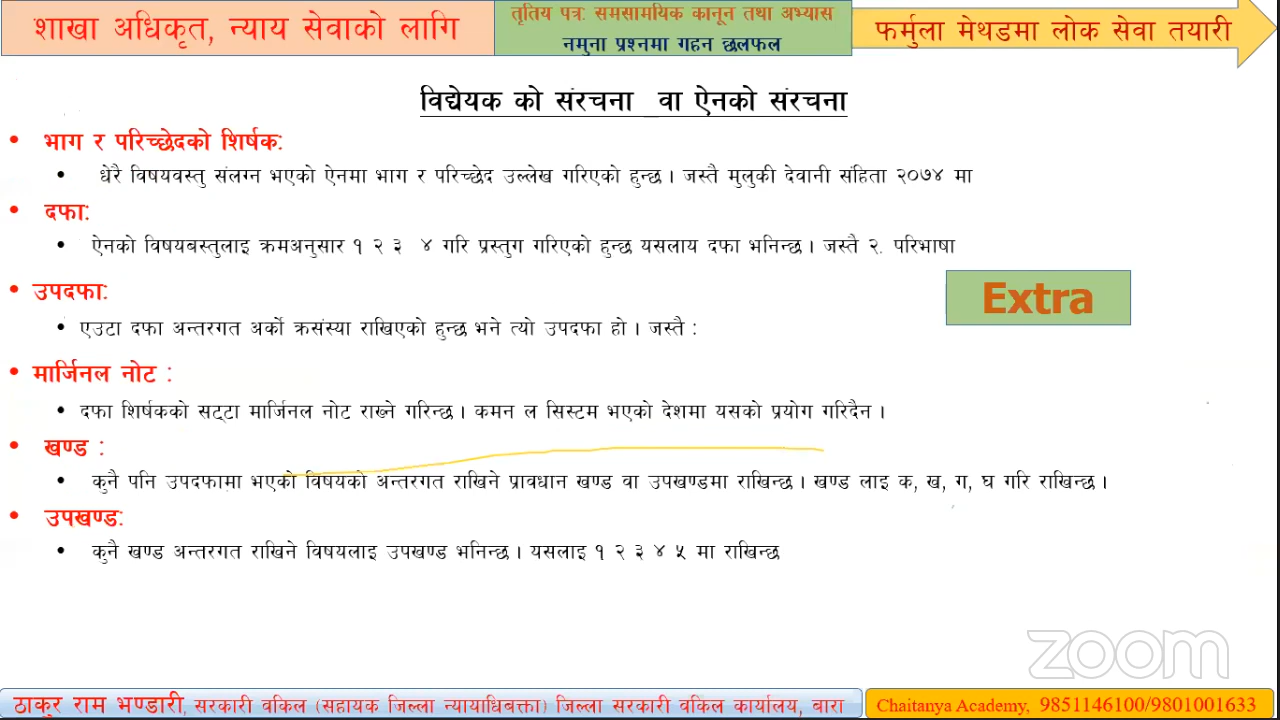 शाखा अधिकृत, न्याय सेवाको लागि
तृतिय पत्र: समसामयिक कानून तथा अभ्यास
नमुना प्रश्नमा गहन छलफल
फर्मुला मेथडमा लोक सेवा तयारी
विद्येयक को संरचना _वा ऐनको संरचना
• भाग र परिच्छेदको शिर्षक:
• धेरै विषयवस्तु संलग्न भएको ऐनमा भाग र परिच्छेद उल्लेख गरिएको हुन्छ । जस्तै मुलुकी देवानी संहिता २०७४ मा
• दफा:
• ऐनको विषयबस्तुलाइ क्रमअनुसार १ २ ३ ४ गरि प्रस्तुग गरिएको हुन्छ यसलाय दफा भनिन्छ । जस्तै २. परिभाषा
• उपदफा:
Extra
• एउटा दफा अन्तरगत अर्को क्रसंस्या राखिएको हुन्छ भने त्यो उपदफा हो । जस्तै :
• मार्जिनल नोट :
• दफा शिर्षकको सट्टा मार्जिनल नोट राख्ने गरिन्छ । कमन ल सिस्टम भएको देशमा यसको प्रयोग गरिदैन ।
• खण्ड :
• कुनै पनि उपदफामा भएको विषयको अन्तरगत राखिने प्रावधान खण्ड वा उपखण्डमा राखिन्छ । खण्ड लाइ क, ख, ग, घ गरि राखिन्छ ।
• उपखण्ड:
• कुनै खण्ड अन्तरगत राखिने विषयलाइ उपखण्ड भनिन्छ । यसलाइ १ २ ३ ४ ५ मा राखिन्छ
zoom
ठाकुर राम भण्डारी, सरकारी वकिल (सहायक जिल्ला न्यायाधिबक्ता) जिल्ला सरकारी वकिल कार्यालय, बारा
Chaitanya Academy, 9851146100/9801001633